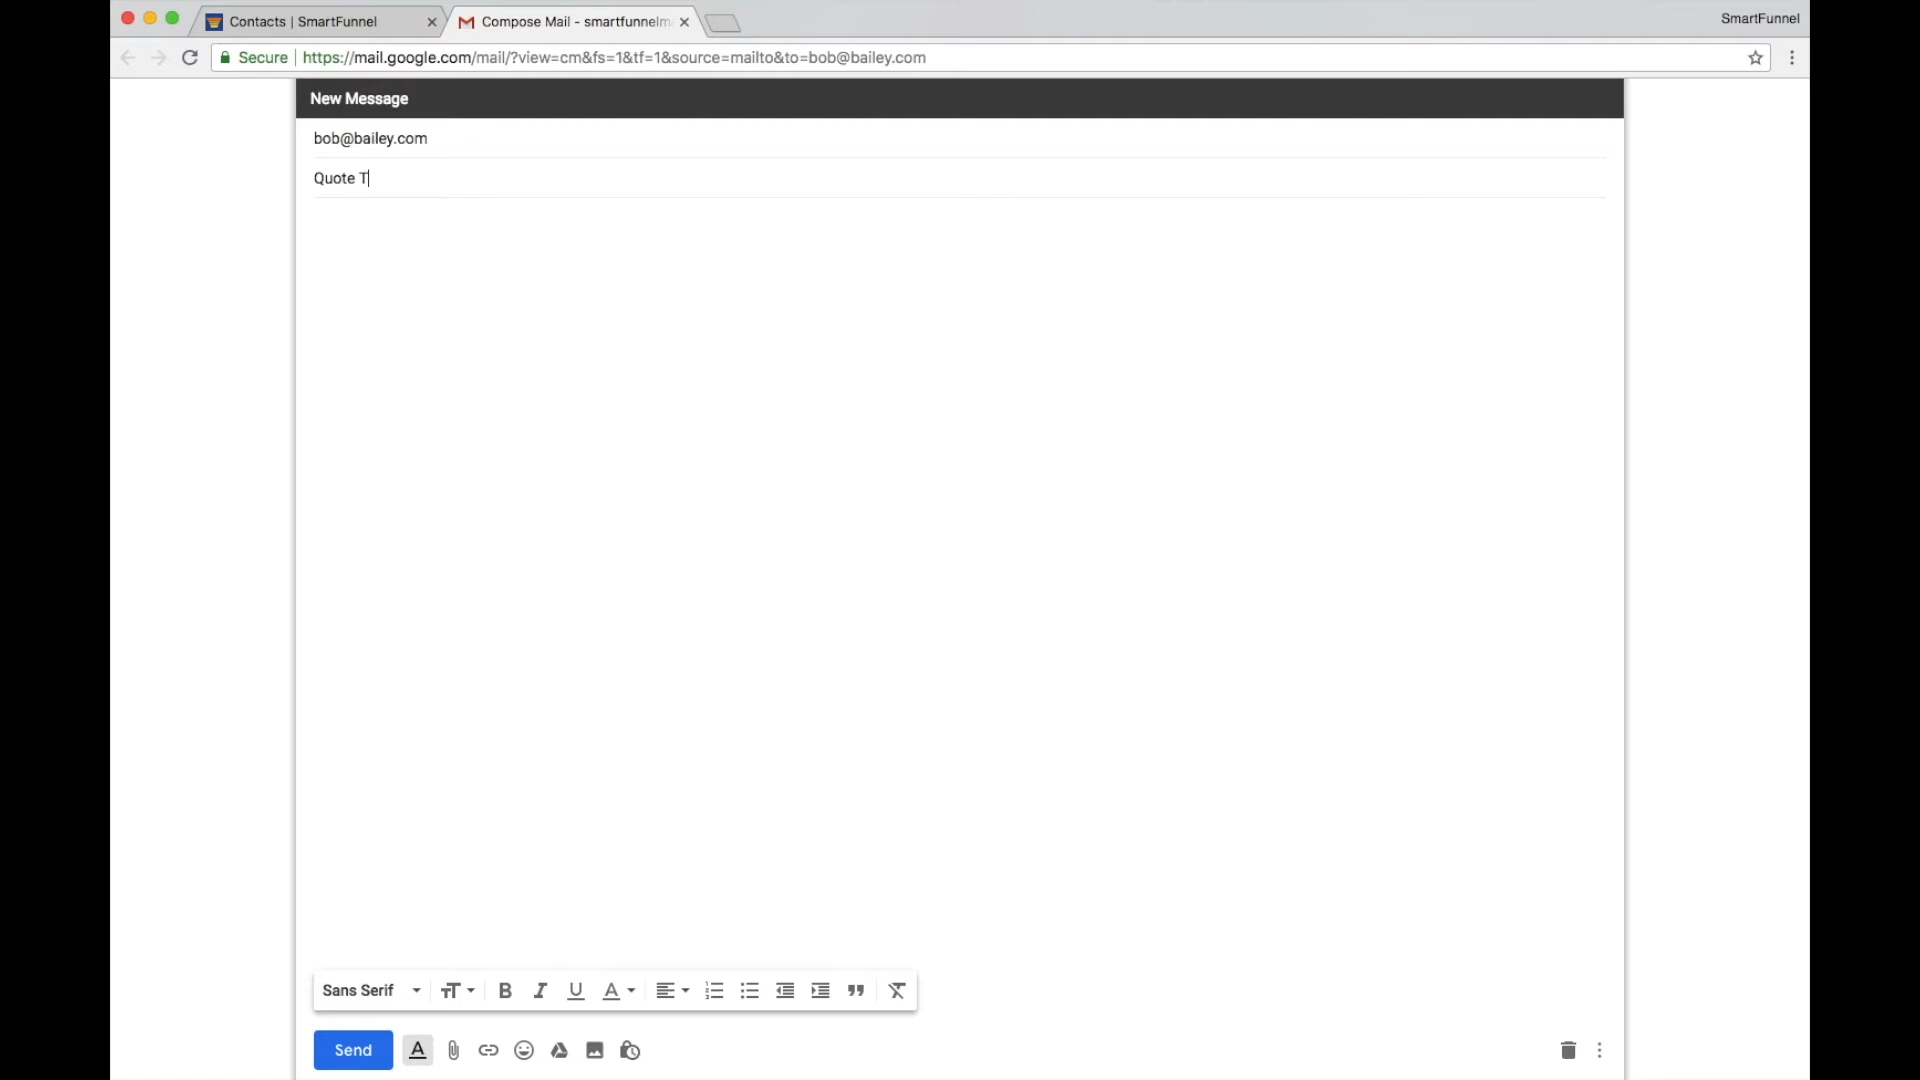 Contacts | SmartFunnel
Compose Mail - smartfunnelm
SmartFunnel
Secure
https://mail.google.com/mail/?view=cm&fs=1&tf=1&source=mailto&to=bob@bailey.com
New Message
bob@bailey.com
Quote T
Sans Serif
Send